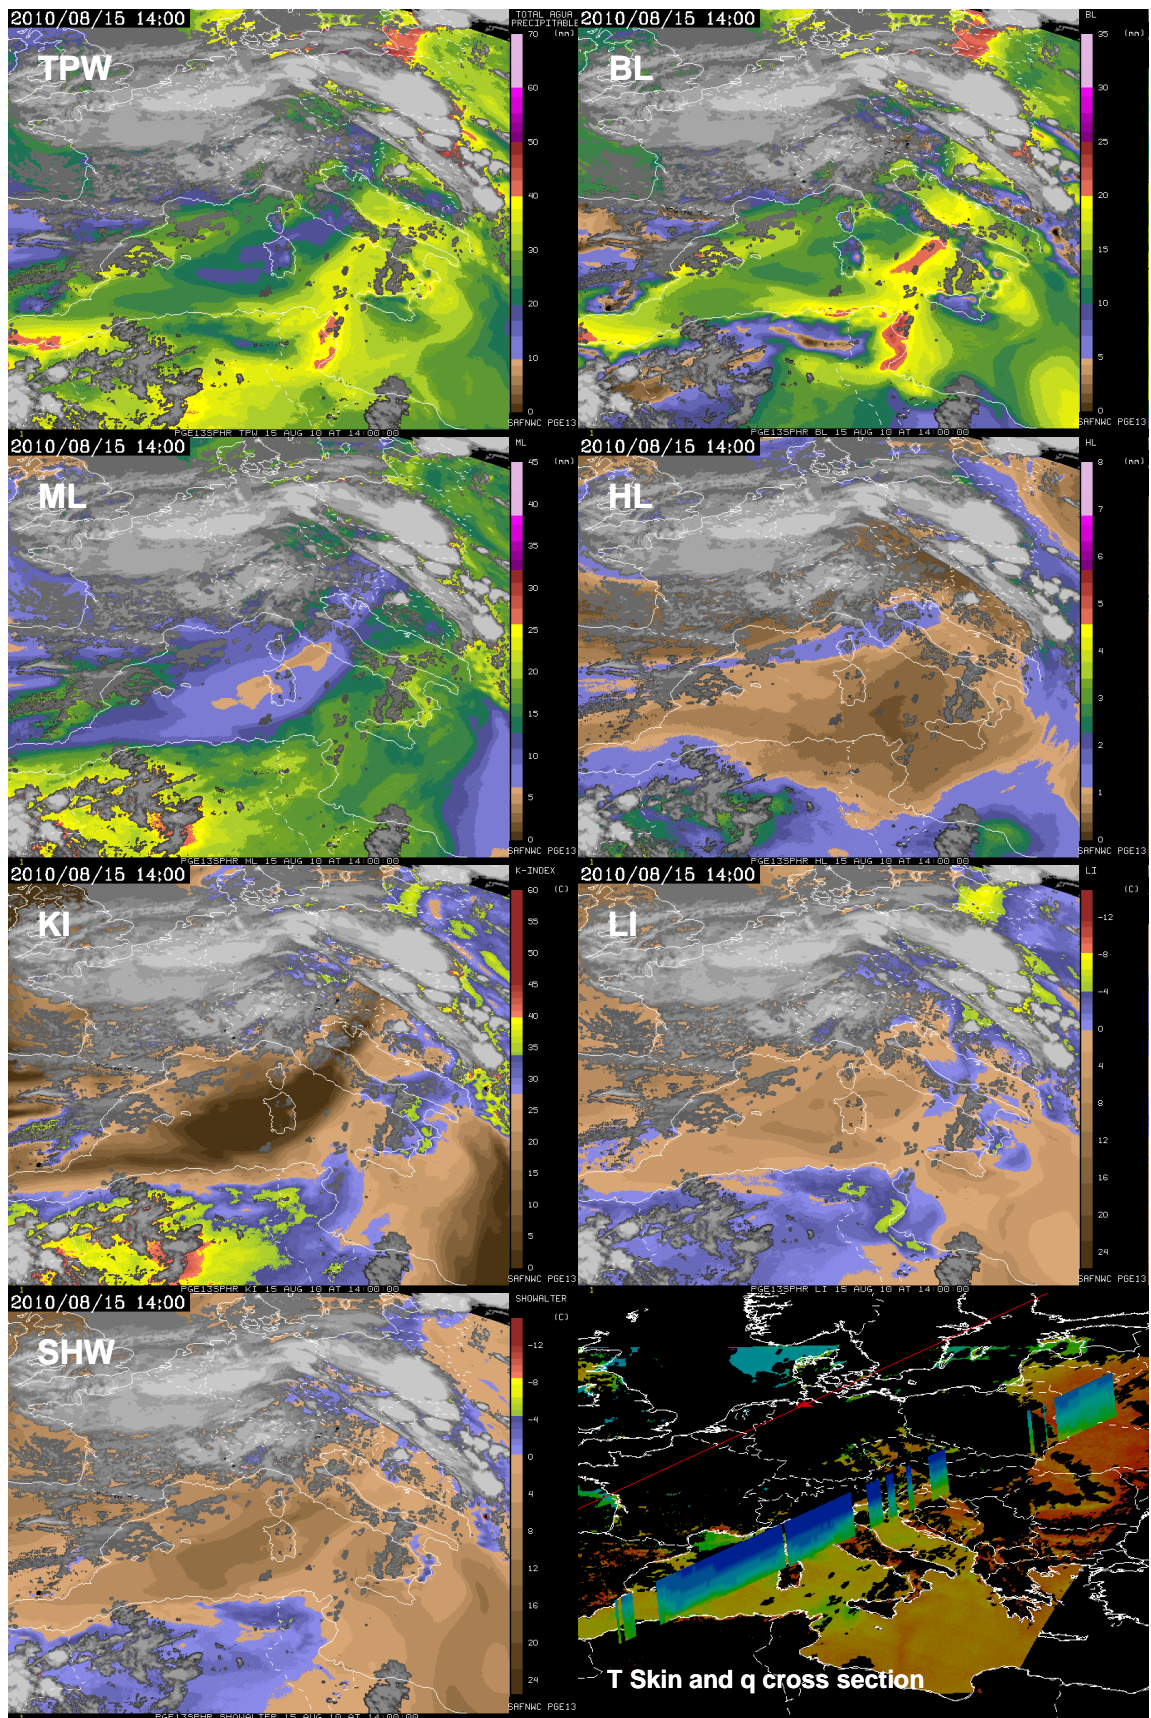 2010/08/15 14:00
TOTAL AGUA
PRECIPITABLE
(mm)
TPW
70
60
50
40
30
20
10
0
SAFNWC PGE13
1
PGE13SPHR TPW 15 AUG 10 AT 14:00:00
2010/08/15 14:00
BL
(mm)
BL
35
30
25
20
15
10
5
0
SAFNWC PGE13
1
PGE13SPHR BL 15 AUG 10 AT 14:00:00
2010/08/15 14:00
ML
(mm)
ML
45
40
35
30
25
20
15
10
5
0
SAFNWC PGE13
1
PGE13SPHR ML 15 AUG 10 AT 14:00:00
2010/08/15 14:00
HL
(mm)
HL
8
7
6
5
4
3
2
1
0
SAFNWC PGE13
1
PGE13SPHR HL 15 AUG 10 AT 14:00:00
2010/08/15 14:00
K-INDEX
(C)
KI
60
55
50
45
40
35
30
25
20
15
10
5
0
SAFNWC PGE13
1
PGE13SPHR KI 15 AUG 10 AT 14:00:00
2010/08/15 14:00
LI
(C)
LI
-12
-8
-4
0
4
8
12
16
20
24
SAFNWC PGE13
1
PGE13SPHR LI 15 AUG 10 AT 14:00:00
2010/08/15 14:00
SHOWALTER
(C)
SHW
-12
-8
-4
0
4
8
12
16
20
24
SAFNWC PGE13
PGE13SPHR SHOWALTER 15 AUG 10 AT 14:00:00
T Skin and q cross section